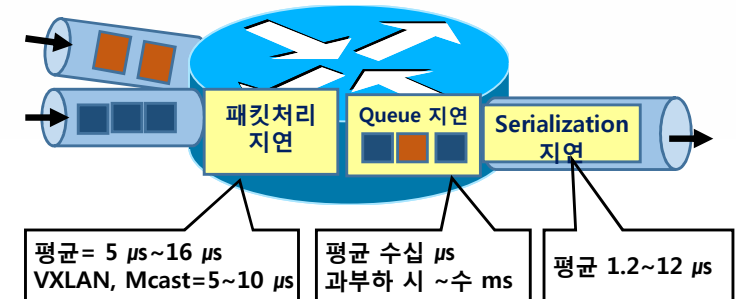 패킷처리
지연
Queue 지연
Serialization
지연
평균= 5 µs~16 µs
VXLAN, Mcast=5~10 µs
평균 수십 µs
과부하 시 ~수 ms
평균 1.2~12 µs